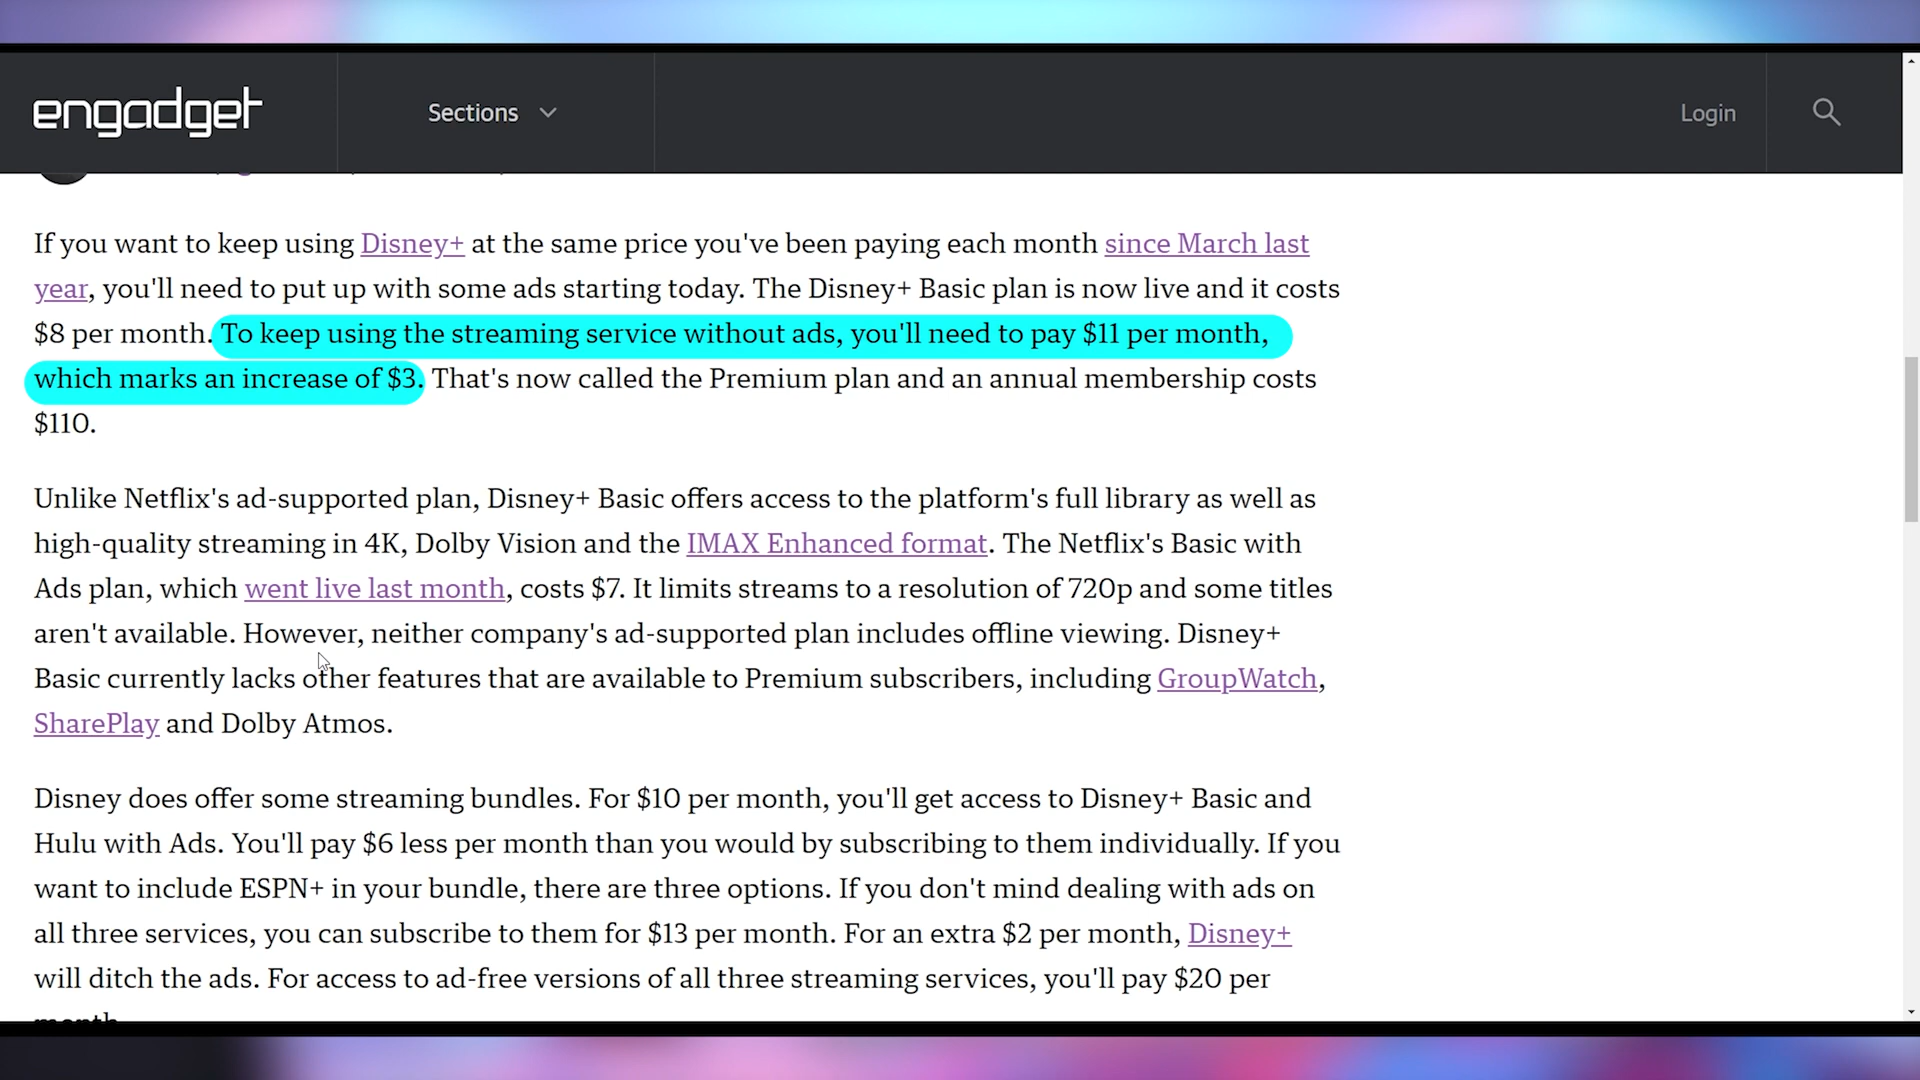 engadget
Sections
Login
If you want to keep using Disney+ at the same price you've been paying each month since March last
year, you'll need to put up with some ads starting today. The Disney+ Basic plan is now live and it costs
$8 per month. To keep using the streaming service without ads, you'll need to pay $11 per month,
which marks an increase of $3. That's now called the Premium plan and an annual membership costs
$110.
Unlike Netflix's ad-supported plan, Disney+ Basic offers access to the platform's full library as well as
high-quality streaming in 4K, Dolby Vision and the IMAX Enhanced format. The Netflix's Basic with
Ads plan, which went live last month, costs $7. It limits streams to a resolution of 720p and some titles
aren't available. However, neither company's ad-supported plan includes offline viewing. Disney+
Basic currently lacks other features that are available to Premium subscribers, including GroupWatch,
SharePlay and Dolby Atmos.
Disney does offer some streaming bundles. For $10 per month, you'll get access to Disney+ Basic and
Hulu with Ads. You'll pay $6 less per month than you would by subscribing to them individually. If you
want to include ESPN+ in your bundle, there are three options. If you don't mind dealing with ads on
all three services, you can subscribe to them for $13 per month. For an extra $2 per month, Disney+
will ditch the ads. For access to ad-free versions of all three streaming services, you'll pay $20 per
month